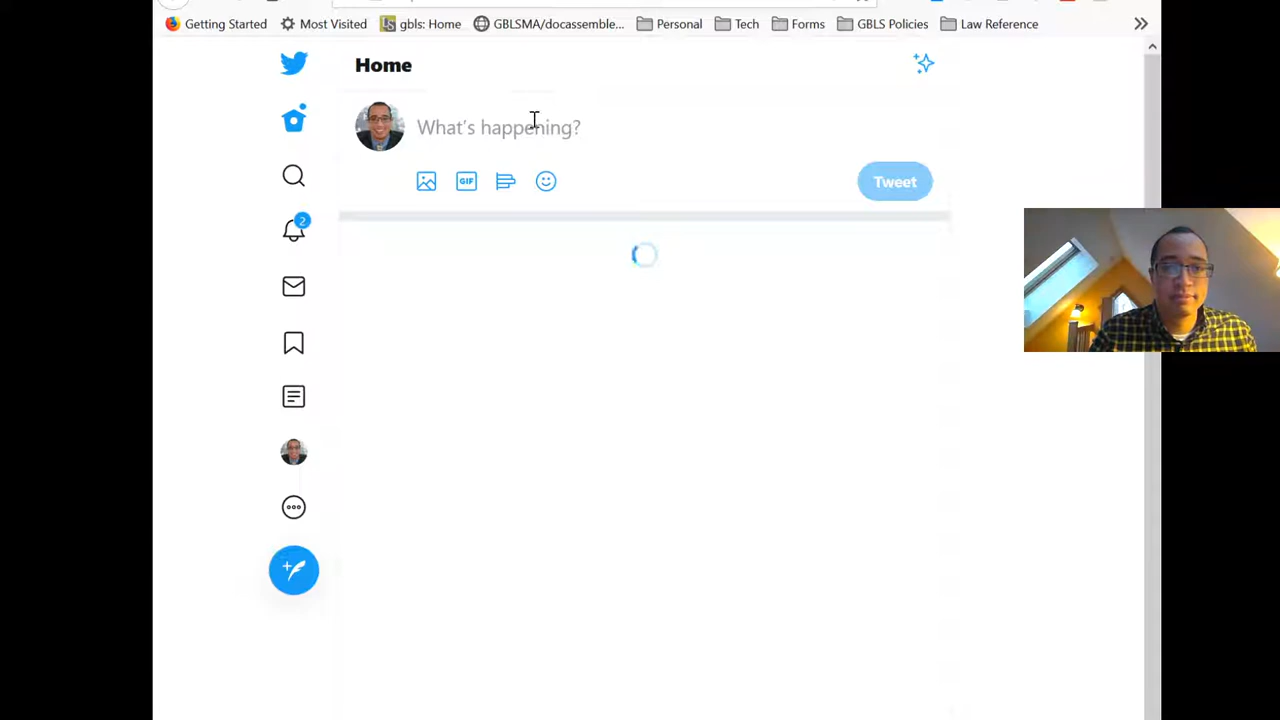 Getting Started Most Visited gbls: Home GBLSMA/docassemble... Personal Tech Forms GBLS Policies Law Reference
Home
What's happening?
GIF
Tweet
2